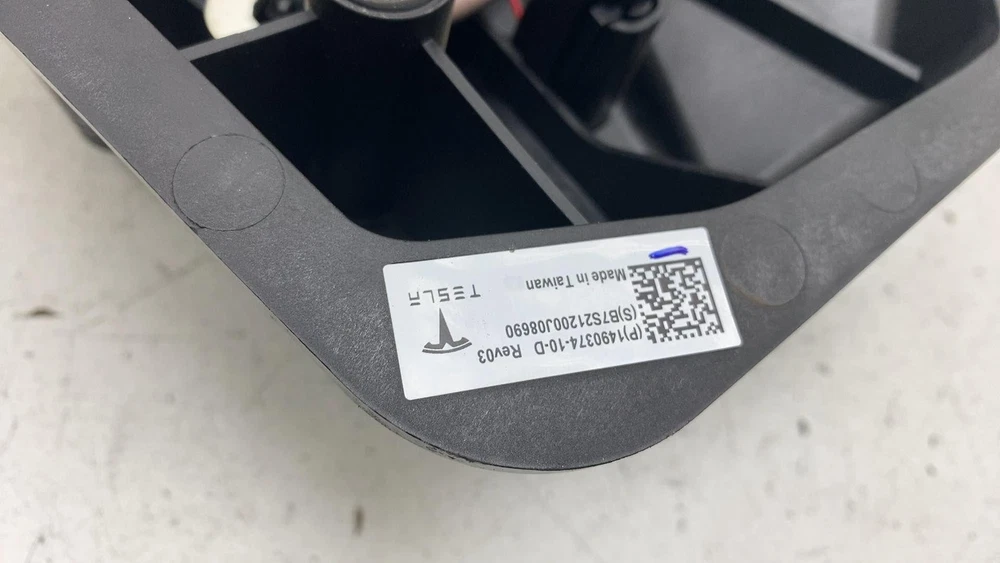 (P)1490374-10-D Rev03
(S)B7S21200J08690
Made in Taiwan
TESLA